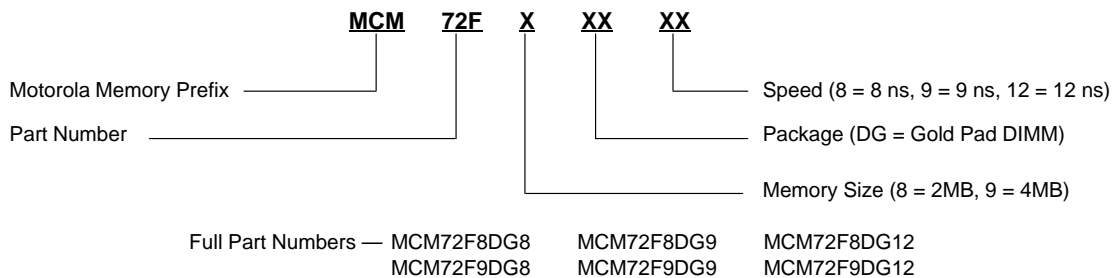 MCM 72F X XX XX
Motorola Memory Prefix Speed (8 = 8 ns, 9 = 9 ns, 12 = 12 ns)
Part Number Package (DG = Gold Pad DIMM)
Memory Size (8 = 2MB, 9 = 4MB)
Full Part Numbers — MCM72F8DG8 MCM72F8DG9 MCM72F8DG12
MCM72F9DG8 MCM72F9DG9 MCM72F9DG12